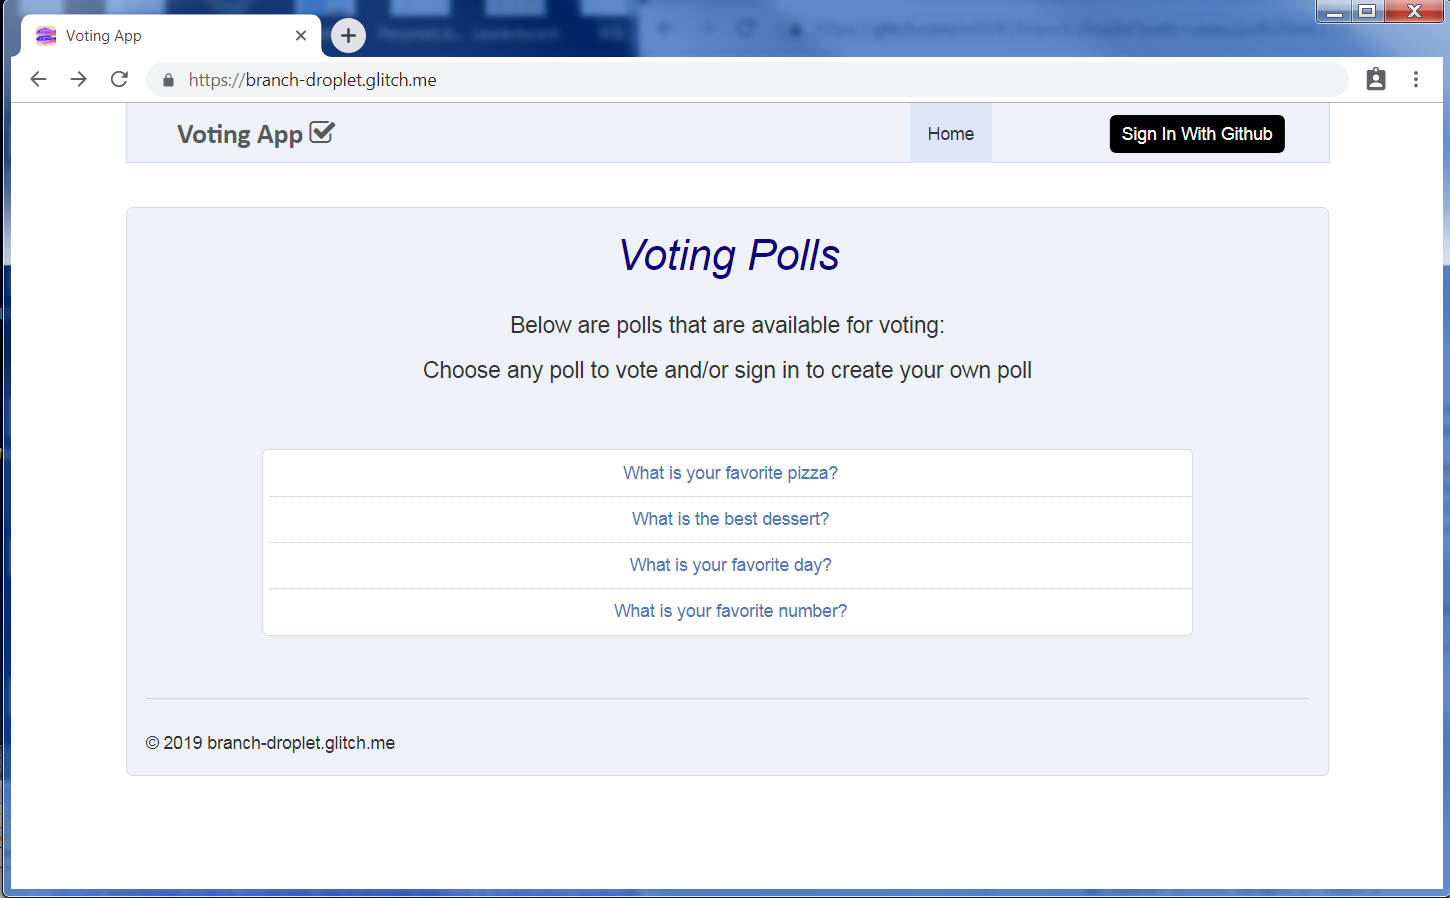 Voting App
https://branch-droplet.glitch.me
Voting App
Home
Sign In With Github
Voting Polls
Below are polls that are available for voting:
Choose any poll to vote and/or sign in to create your own poll
What is your favorite pizza?
What is the best dessert?
What is your favorite day?
What is your favorite number?
© 2019 branch-droplet.glitch.me